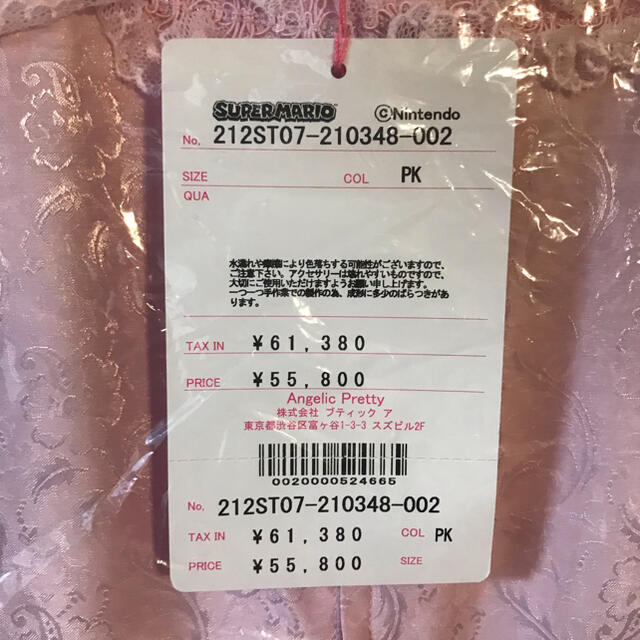 SUPER MARIO ©Nintendo
No. 212ST07-210348-002
SIZE COL PK
QUA
水濡れや摩擦により色落ちする可能性がございますので、
ご注意下さい。アクセサリーは壊れやすいものですので、
大切にご使用いただけますようお願い申し上げます。
一つ一つ手作業での製作の為、成形に多少のばらつきがあ
ります。
TAX IN ¥61,380
PRICE ¥55,800
Angelic Pretty
株式会社 ブティック ア
東京都渋谷区富ヶ谷1-3-3 スズビル2F
0020000524665
No. 212ST07-210348-002
TAX IN ¥61,380 COL PK
PRICE ¥55,800 SIZE